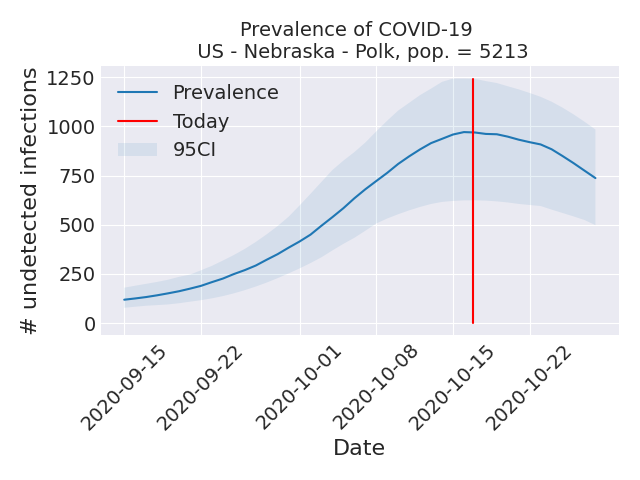 Prevalence of COVID-19
US - Nebraska - Polk, pop. = 5213
# undetected infections
1250
1000
750
500
250
0
Prevalence
Today
95CI
2020-09-15
2020-09-22
2020-10-01
2020-10-08
2020-10-15
2020-10-22
Date